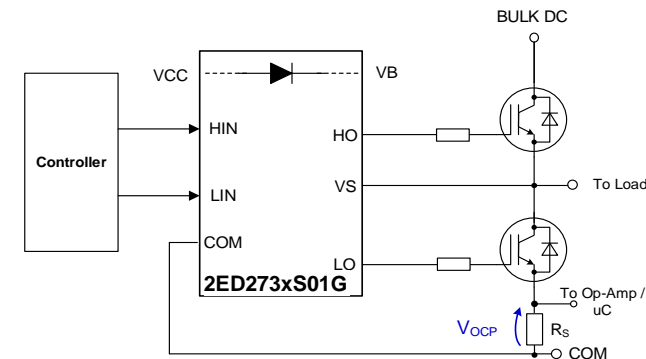 BULK DC
VCC
VB
HIN
HO
Controller
VS
To Load
LIN
COM
LO
2ED273xS01G
To Op-Amp /
uC
VOCP
RS
COM